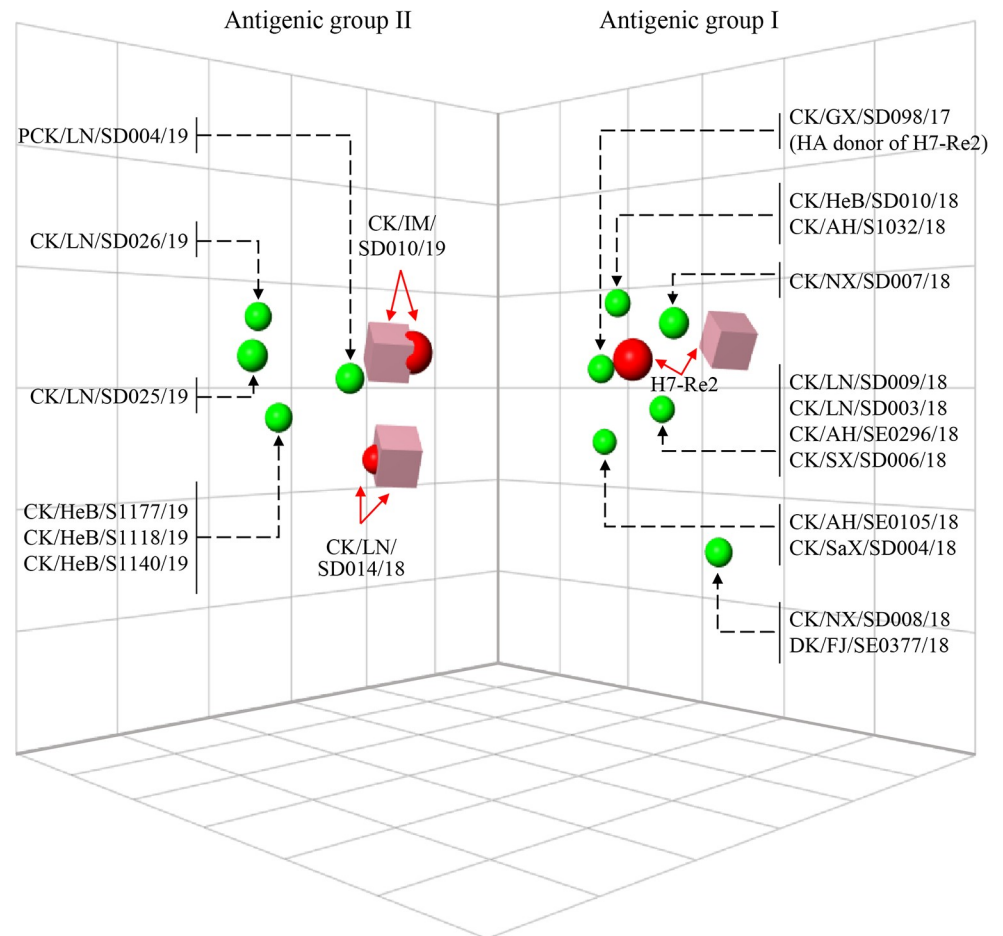 Antigenic group II
Antigenic group I
PCK/LN/SD004/19
CK/LN/SD026/19
CK/LN/SD025/19
CK/HeB/S1177/19
CK/HeB/S1118/19
CK/HeB/S1140/19
CK/IM/
SD010/19
CK/LN/
SD014/18
CK/GX/SD098/17
(HA donor of H7-Re2)
CK/HeB/SD010/18
CK/AH/S1032/18
CK/NX/SD007/18
H7-Re2
CK/LN/SD009/18
CK/LN/SD003/18
CK/AH/SE0296/18
CK/SX/SD006/18
CK/AH/SE0105/18
CK/SaX/SD004/18
CK/NX/SD008/18
DK/FJ/SE0377/18